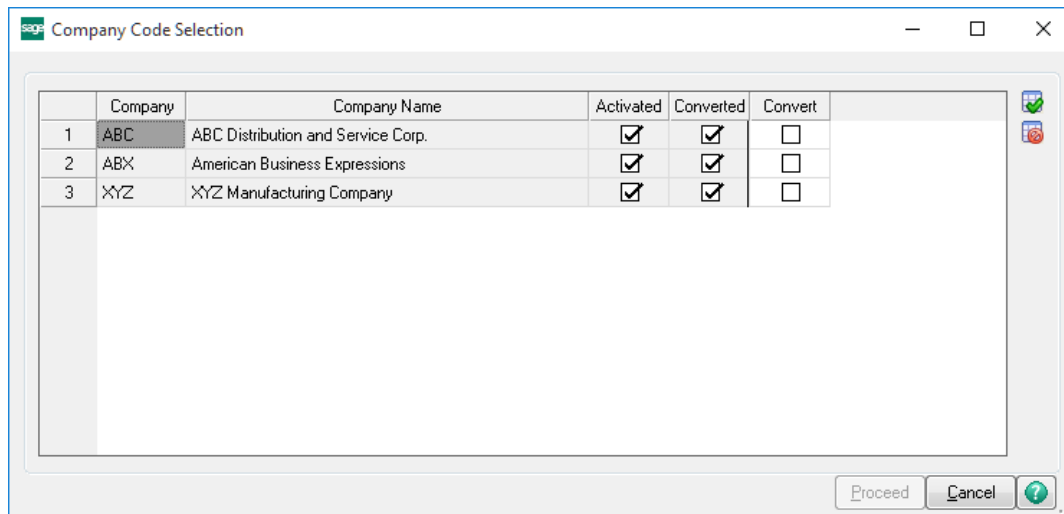 sage Company Code Selection
Company Company Name Activated Converted Convert
1 ABC ABC Distribution and Service Corp.
2 ABX American Business Expressions
3 XYZ XYZ Manufacturing Company
Proceed Cancel ?